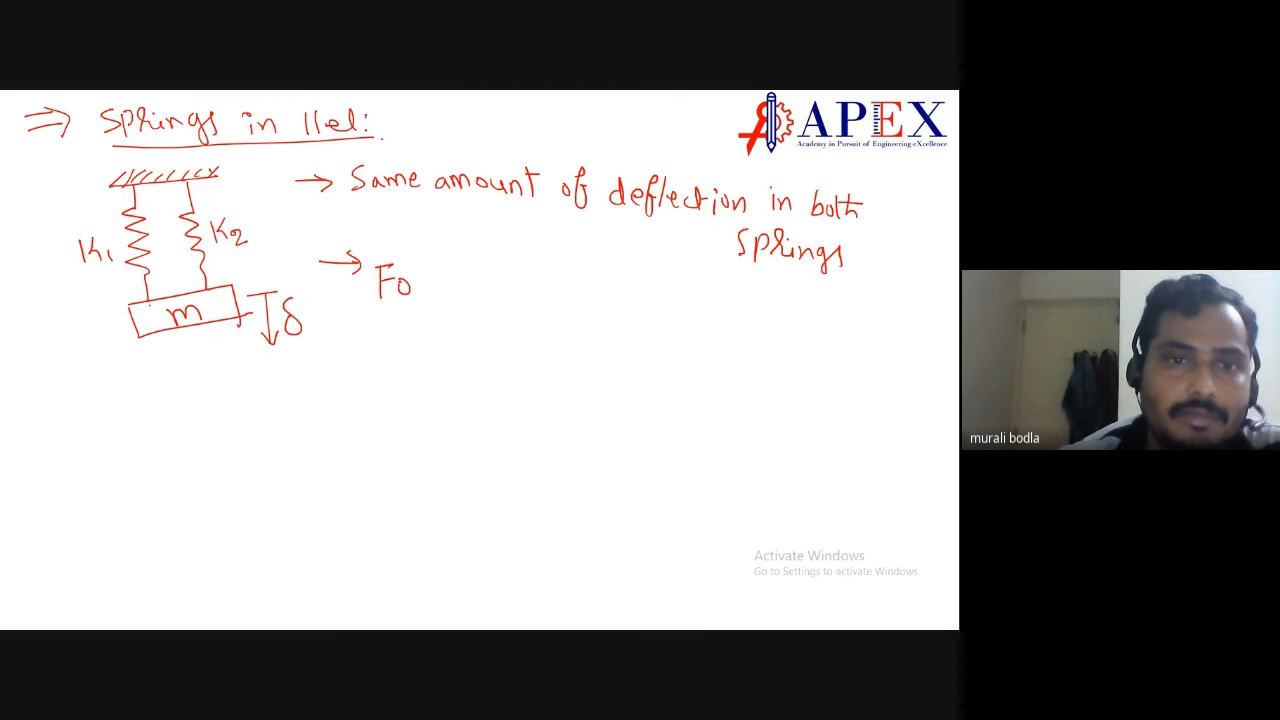 ⇒ Springs in llel:
APEX
Academy in Pursuit of Engineering eXcellence
→ Same amount of deflection in both
springs
K1
K2
→ Fo
m
δ
murali bodla
Activate Windows
Go to Settings to activate Windows.